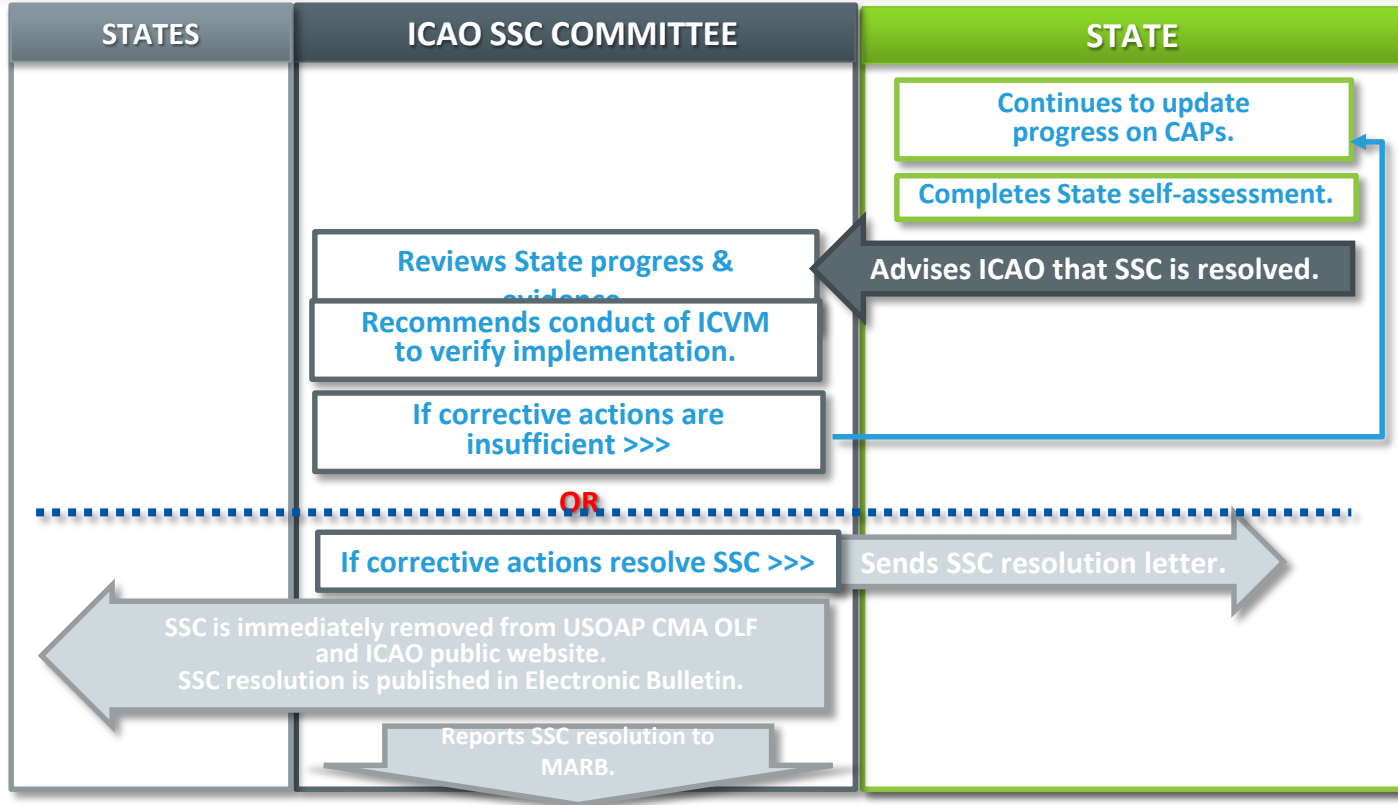 STATES
ICAO SSC COMMITTEE
STATE
Continues to update
progress on CAPs.
Completes State self-assessment.
Advises ICAO that SSC is resolved.
Reviews State progress &
evidence
Recommends conduct of ICVM
to verify implementation.
If corrective actions are
insufficient >>>
OR
If corrective actions resolve SSC >>>
Sends SSC resolution letter.
SSC is immediately removed from USOAP CMA OLF
and ICAO public website.
SSC resolution is published in Electronic Bulletin.
Reports SSC resolution to
MARB.